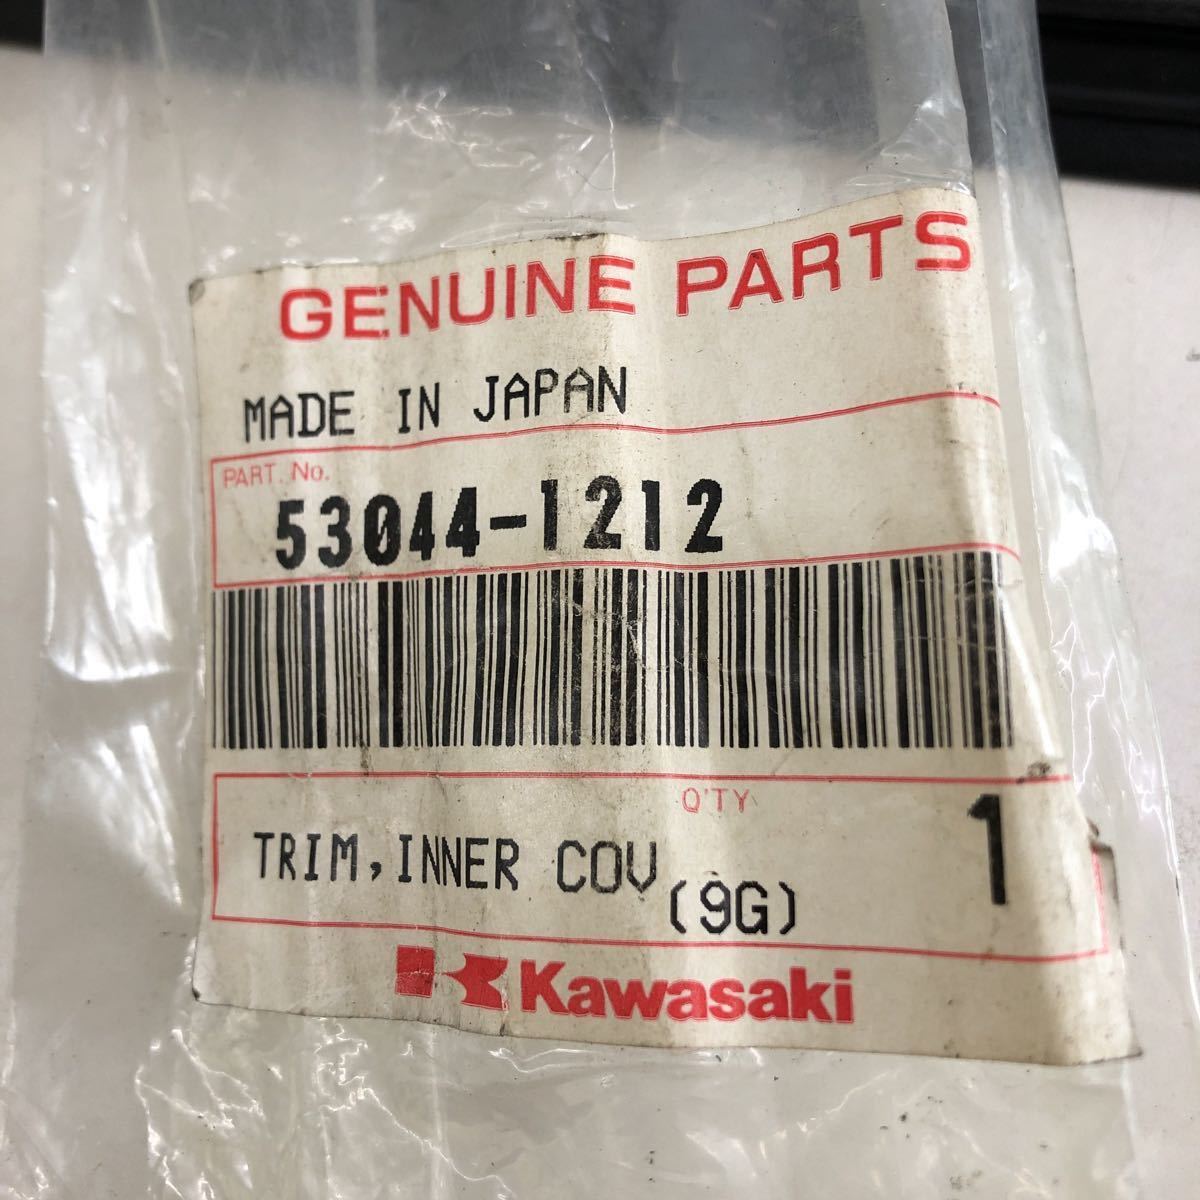 GENUINE PARTS
MADE IN JAPAN
PART. No.
53044-1212
Q'TY
1
TRIM,INNER COV
(9G)
Kawasaki